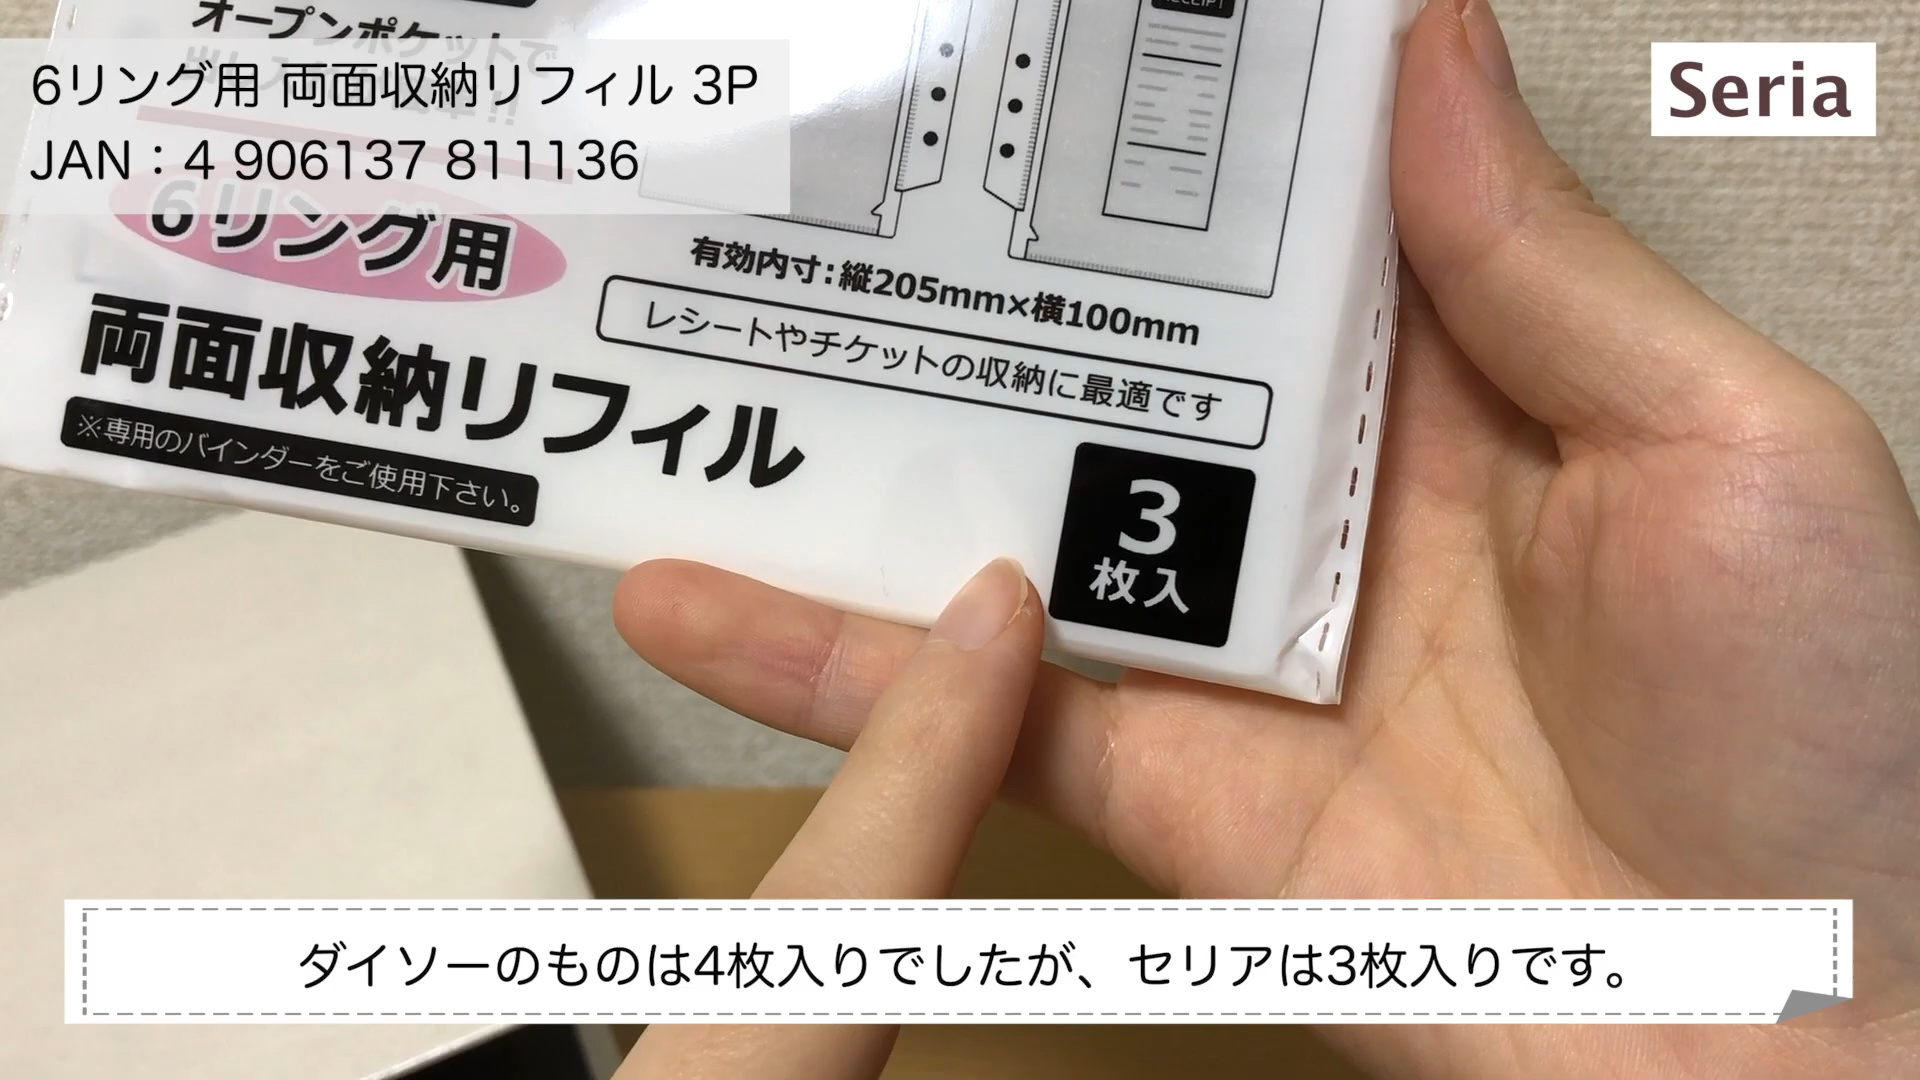 オープンポケットで
6リング用 両面収納リフィル 3P
JAN：4 906137 811136
Seria
RECEIPT
6リング用
有効内寸：縦205mm×横100mm
レシートやチケットの収納に最適です
両面収納リフィル
※専用のバインダーをご使用下さい。
3
枚入
ダイソーのものは4枚入りでしたが、セリアは3枚入りです。